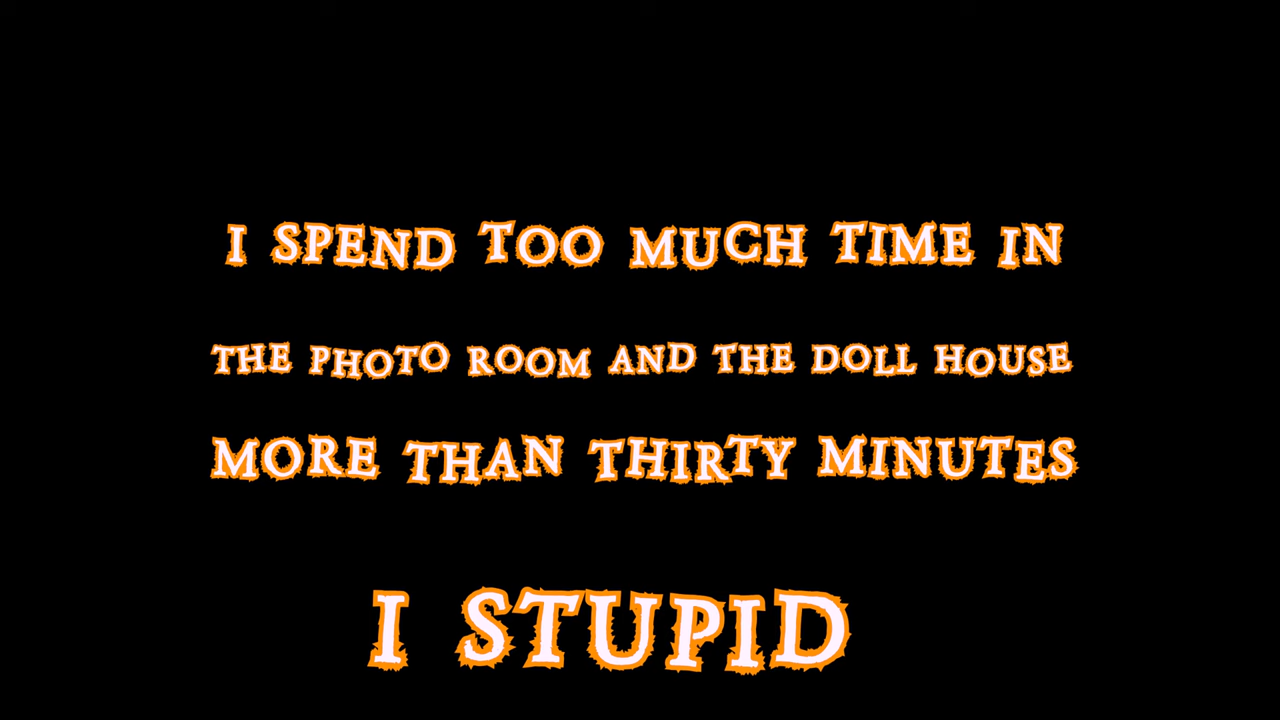 I SPEND TOO MUCH TIME IN
THE PHOTO ROOM AND THE DOLL HOUSE
MORE THAN THIRTY MINUTES
I STUPID